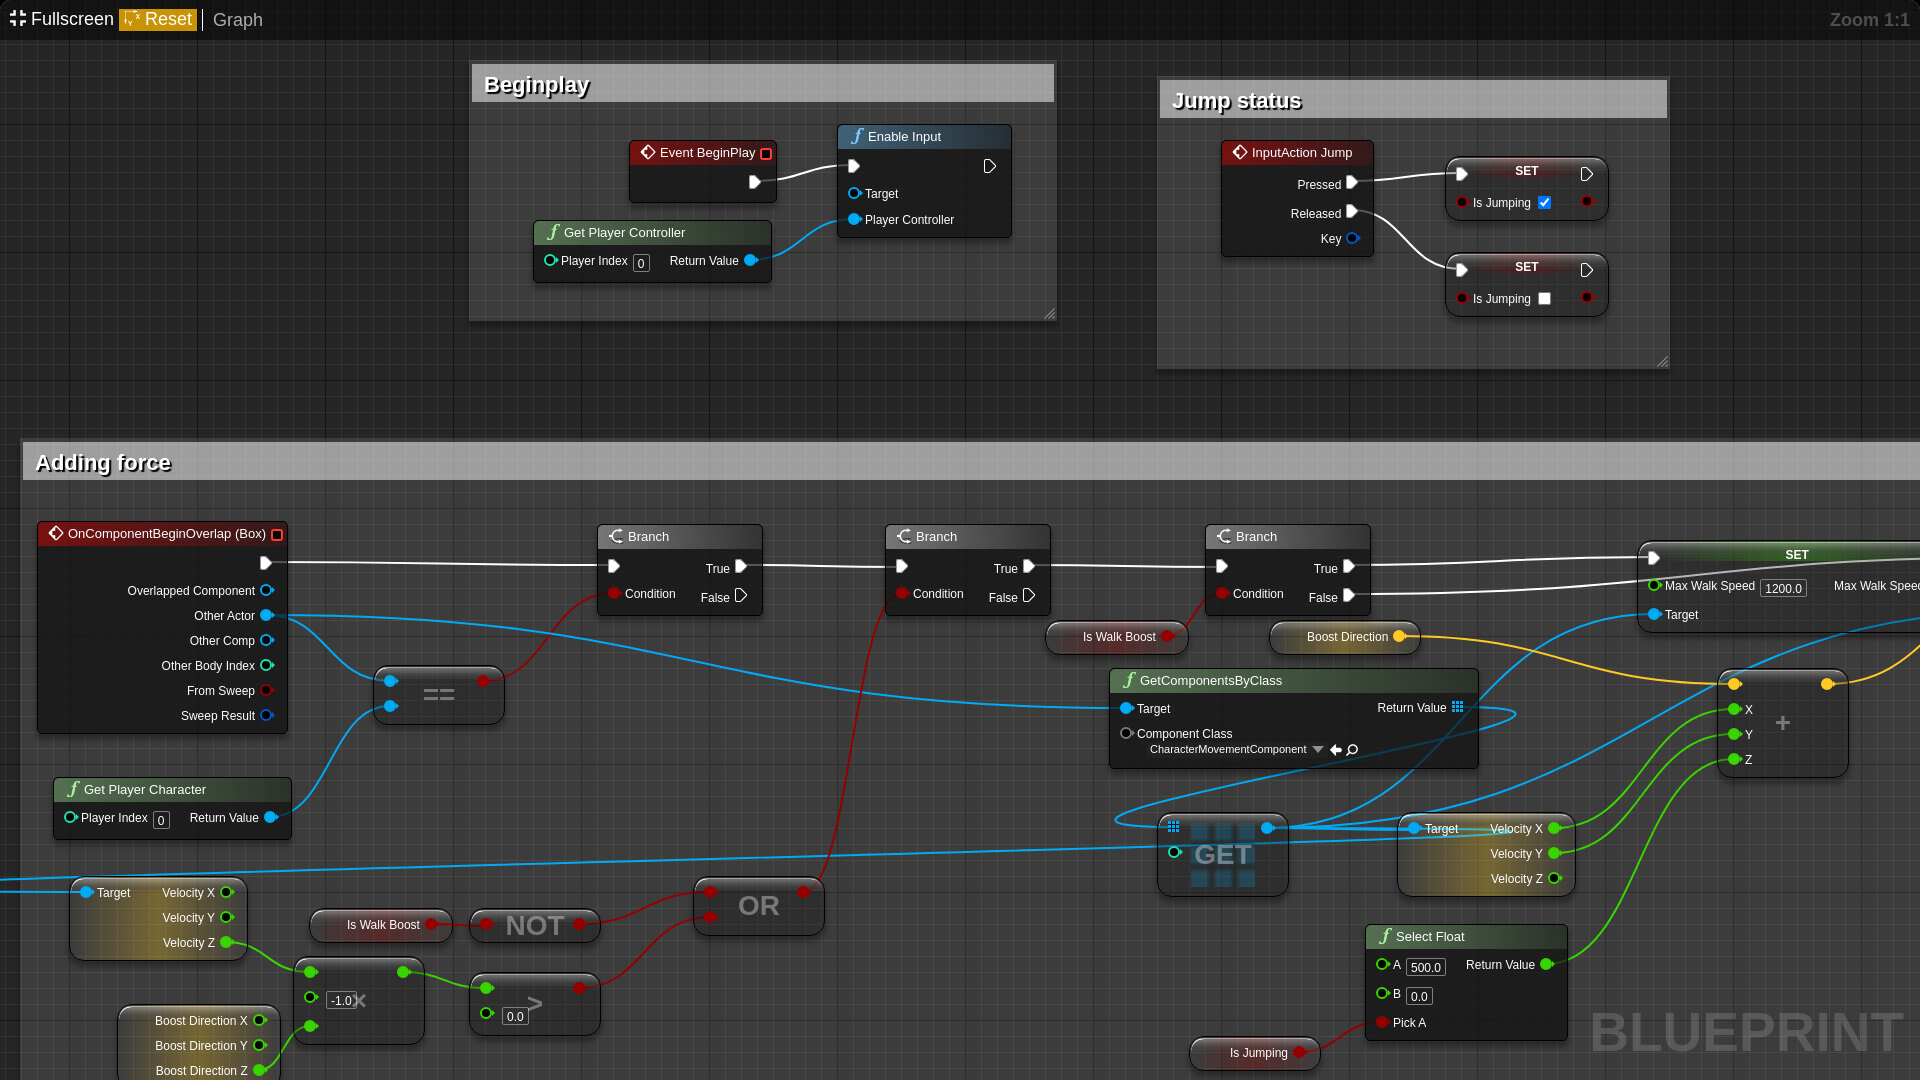 Fullscreen Reset Graph
Zoom 1:1
Beginplay
Event BeginPlay
Enable Input
Target
Player Controller
Get Player Controller
Player Index 0 Return Value
Jump status
InputAction Jump
Pressed
Released
Key
SET
Is Jumping
SET
Is Jumping
Adding force
OnComponentBeginOverlap (Box)
Overlapped Component
Other Actor
Other Comp
Other Body Index
From Sweep
Sweep Result
Branch
True
Condition
False
Branch
True
Condition
False
Branch
True
Condition
False
SET
Max Walk Speed 1200.0 Max Walk Speed
Target
Is Walk Boost
Boost Direction
==
GetComponentsByClass
Target Return Value
Component Class
CharacterMovementComponent
+
X
Y
Z
Get Player Character
Player Index 0 Return Value
GET
Target Velocity X
Velocity Y
Velocity Z
Target Velocity X
Velocity Y
Velocity Z
Is Walk Boost
NOT
OR
-1.0 ×
0.0 >
Select Float
A 500.0 Return Value
B 0.0
Pick A
Is Jumping
Boost Direction X
Boost Direction Y
Boost Direction Z
BLUEPRINT